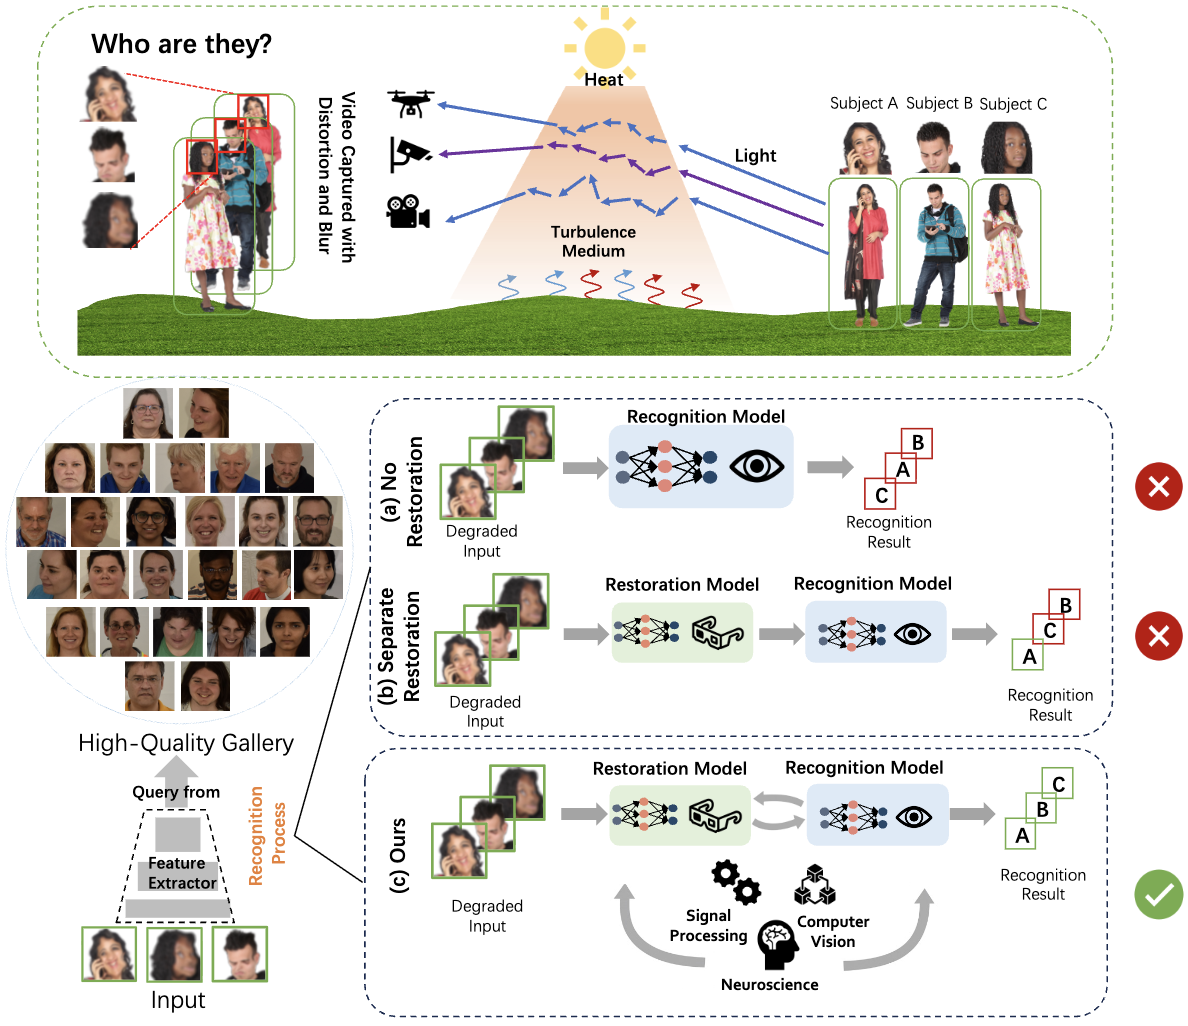 Who are they?
Video Captured with
Distortion and Blur
Heat
Light
Turbulence
Medium
Subject A
Subject B
Subject C
High-Quality Gallery
Query from
Feature
Extractor
Input
Recognition
Process
(a) No
Restoration
Degraded
Input
Recognition Model
B
A
C
Recognition
Result
(b) Separate
Restoration
Degraded
Input
Restoration Model
Recognition Model
B
C
A
Recognition
Result
(c) Ours
Degraded
Input
Restoration Model
Recognition Model
Signal
Processing
Computer
Vision
Neuroscience
C
B
A
Recognition
Result